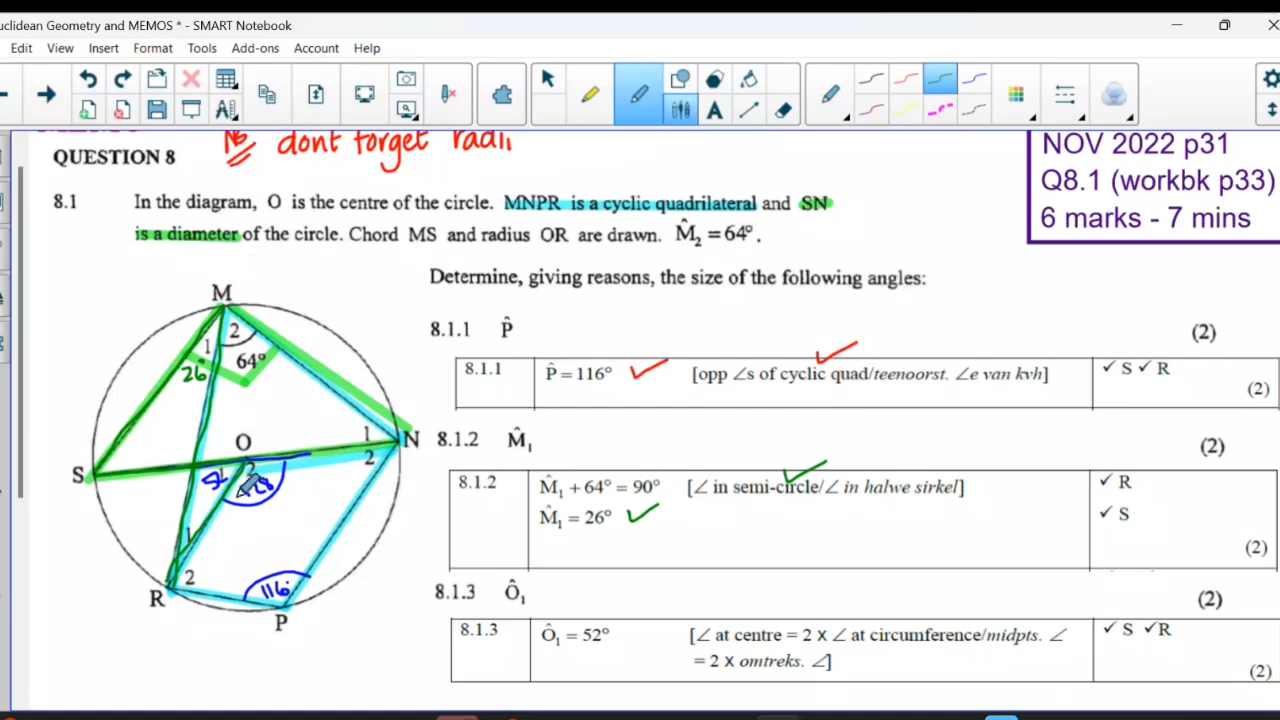 uclidean Geometry and MEMOS * - SMART Notebook
Edit View Insert Format Tools Add-ons Account Help
NB dont forget radii
QUESTION 8
NOV 2022 p31
Q8.1 (workbk p33)
6 marks - 7 mins
8.1 In the diagram, O is the centre of the circle. MNPR is a cyclic quadrilateral and SN
is a diameter of the circle. Chord MS and radius OR are drawn. M̂₂ = 64°.
Determine, giving reasons, the size of the following angles:
M
2
1
64°
26°
O
1
N
S
1
2
2
52
128
1
2
116°
R
P
8.1.1 P̂ (2)
8.1.1 P̂ = 116° ✓ [opp ∠s of cyclic quad/teenoorst. ∠e van kvh] ✓ S ✓ R
(2)
8.1.2 M̂₁ (2)
8.1.2 M̂₁ + 64° = 90° [∠ in semi-circle/∠ in halwe sirkel] ✓ R
M̂₁ = 26° ✓ ✓ S
(2)
8.1.3 Ô₁ (2)
8.1.3 Ô₁ = 52° [∠ at centre = 2 x ∠ at circumference/midpts. ∠ ✓ S ✓R
= 2 x omtreks. ∠]
(2)